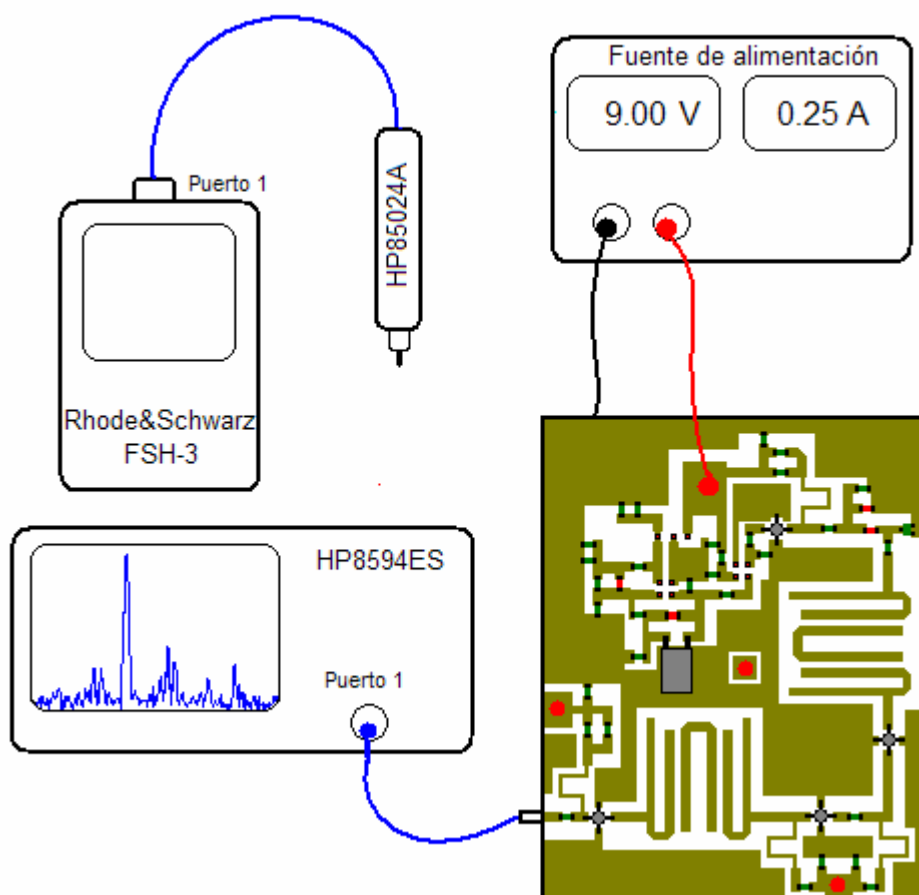 Fuente de alimentación
9.00 V
0.25 A
Puerto 1
HP85024A
Rhode&Schwarz
FSH-3
HP8594ES
Puerto 1